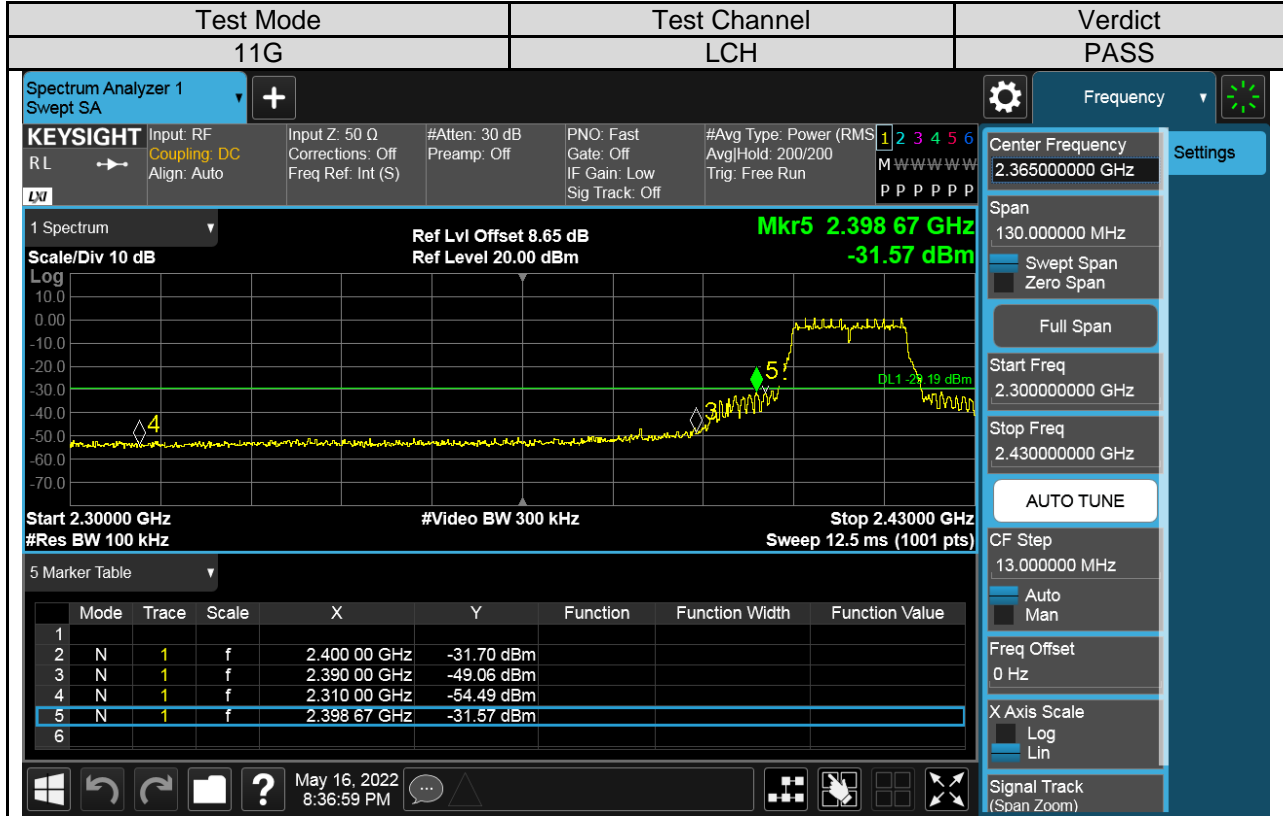 Test Mode Test Channel Verdict
11G LCH PASS
Spectrum Analyzer 1
Swept SA
+
Frequency
KEYSIGHT Input: RF Input Z: 50 Ω #Atten: 30 dB PNO: Fast #Avg Type: Power (RMS 1 2 3 4 5 6
RL Coupling: DC Corrections: Off Preamp: Off Gate: Off Avg|Hold: 200/200 M W W W W W
Align: Auto Freq Ref: Int (S) IF Gain: Low Trig: Free Run
LXI Sig Track: Off P P P P P P
1 Spectrum Ref Lvl Offset 8.65 dB Mkr5 2.398 67 GHz
Scale/Div 10 dB Ref Level 20.00 dBm -31.57 dBm
Log
10.0
0.00
-10.0
-20.0
-30.0
-40.0
-50.0
-60.0
-70.0
4
3
5
DL1 -29.19 dBm
Start 2.30000 GHz #Video BW 300 kHz Stop 2.43000 GHz
#Res BW 100 kHz Sweep 12.5 ms (1001 pts)
5 Marker Table
Mode Trace Scale X Y Function Function Width Function Value
1
2 N 1 f 2.400 00 GHz -31.70 dBm
3 N 1 f 2.390 00 GHz -49.06 dBm
4 N 1 f 2.310 00 GHz -54.49 dBm
5 N 1 f 2.398 67 GHz -31.57 dBm
6
Center Frequency
2.365000000 GHz
Settings
Span
130.000000 MHz
Swept Span
Zero Span
Full Span
Start Freq
2.300000000 GHz
Stop Freq
2.430000000 GHz
AUTO TUNE
CF Step
13.000000 MHz
Auto
Man
Freq Offset
0 Hz
X Axis Scale
Log
Lin
Signal Track
(Span Zoom)
?
May 16, 2022
8:36:59 PM